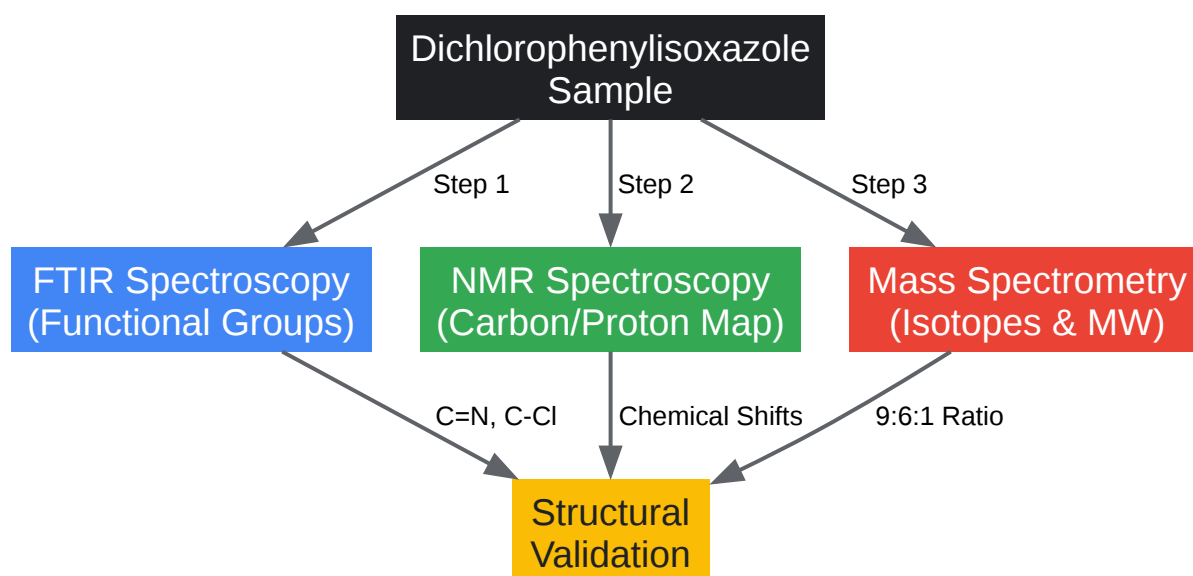 Dichlorophenylisoxazole
Sample
Step 1
Step 2
Step 3
FTIR Spectroscopy
(Functional Groups)
NMR Spectroscopy
(Carbon/Proton Map)
Mass Spectrometry
(Isotopes & MW)
C=N, C-Cl
Chemical Shifts
9:6:1 Ratio
Structural
Validation